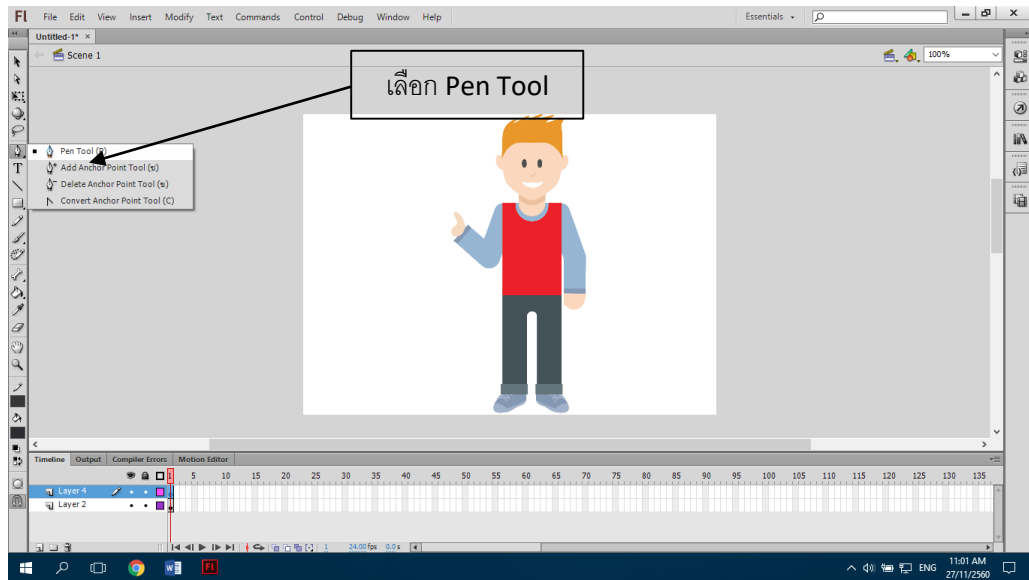 FL File Edit View Insert Modify Text Commands Control Debug Window Help Essentials
Untitled-1* ×
Scene 1 100%
เลือก Pen Tool
Pen Tool (P)
Add Anchor Point Tool (ข)
Delete Anchor Point Tool (ข)
Convert Anchor Point Tool (C)
T
Timeline Output Compiler Errors Motion Editor
1 5 10 15 20 25 30 35 40 45 50 55 60 65 70 75 80 85 90 95 100 105 110 115 120 125 130 135
Layer 4
Layer 2
1 24.00 fps 0.0 s
FL ENG 11:01 AM
27/11/2560